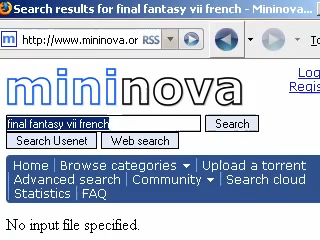 Search results for final fantasy vii french - Mininova...
http://www.mininova.or RSS
mininova
final fantasy vii french Search
Search Usenet Web search
Home Browse categories Upload a torrent
Advanced search Community Search cloud
Statistics FAQ
No input file specified.